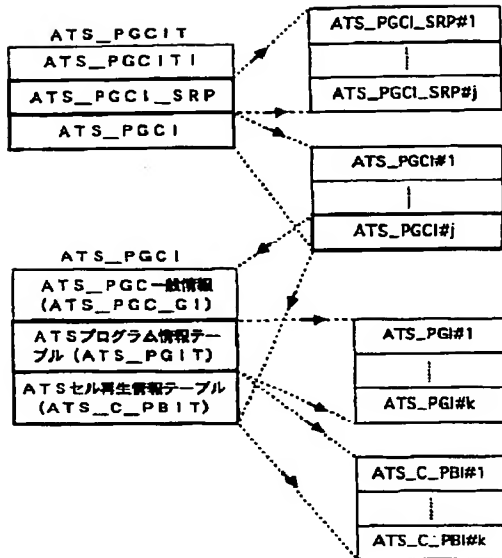 ATS_PGCIT
ATS_PGCITI
ATS_PGCI_SRP
ATS_PGCI
ATS_PGCI_SRP#1
ATS_PGCI_SRP#j
ATS_PGCI#1
ATS_PGCI#j
ATS_PGCI
ATS_PGC一般情報
(ATS_PGC_GI)
ATSプログラム情報テー
ブル(ATS_PGIT)
ATSセル再生情報テーブル
(ATS_C_PBIT)
ATS_PGI#1
ATS_PGI#k
ATS_C_PBI#1
ATS_C_PBI#k